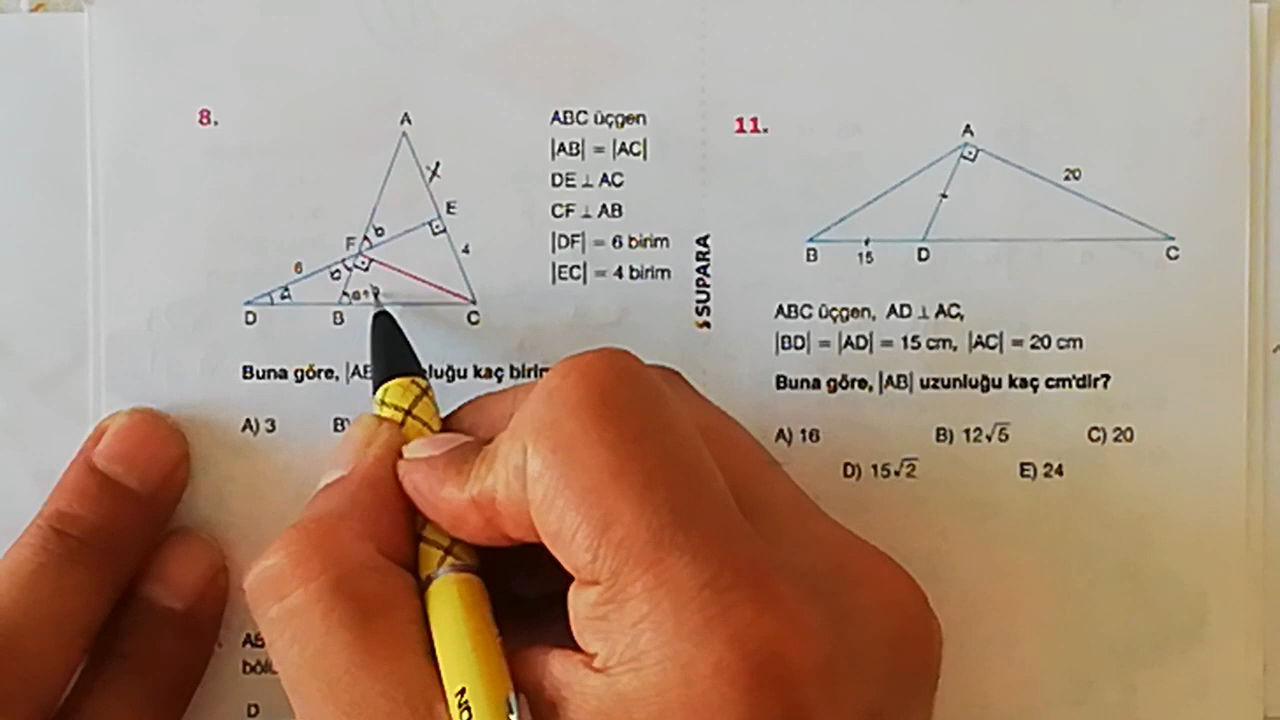 8.
A
x
E
b
F
4
6
b
a
a+b
D
B
C
ABC üçgen
|AB| = |AC|
DE ⊥ AC
CF ⊥ AB
|DF| = 6 birim
|EC| = 4 birim
Buna göre, kaç
A) 3
D
SUPARA
11.
A
20
B
15
D
C
ABC üçgen, AD ⊥ AC,
|BD| = |AD| = 15 cm, |AC| = 20 cm
Buna göre, |AB| uzunluğu kaç cm'dir?
A) 16 B) 12√5 C) 20
D) 15√2 E) 24